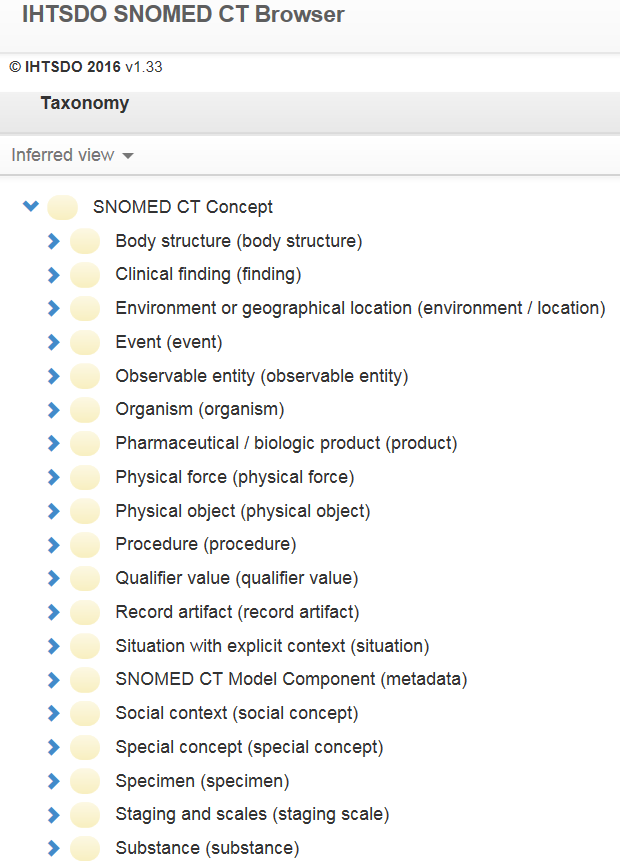 IHTSDO SNOMED CT Browser
© IHTSDO 2016 v1.33
Taxonomy
Inferred view
SNOMED CT Concept
Body structure (body structure)
Clinical finding (finding)
Environment or geographical location (environment / location)
Event (event)
Observable entity (observable entity)
Organism (organism)
Pharmaceutical / biologic product (product)
Physical force (physical force)
Physical object (physical object)
Procedure (procedure)
Qualifier value (qualifier value)
Record artifact (record artifact)
Situation with explicit context (situation)
SNOMED CT Model Component (metadata)
Social context (social concept)
Special concept (special concept)
Specimen (specimen)
Staging and scales (staging scale)
Substance (substance)